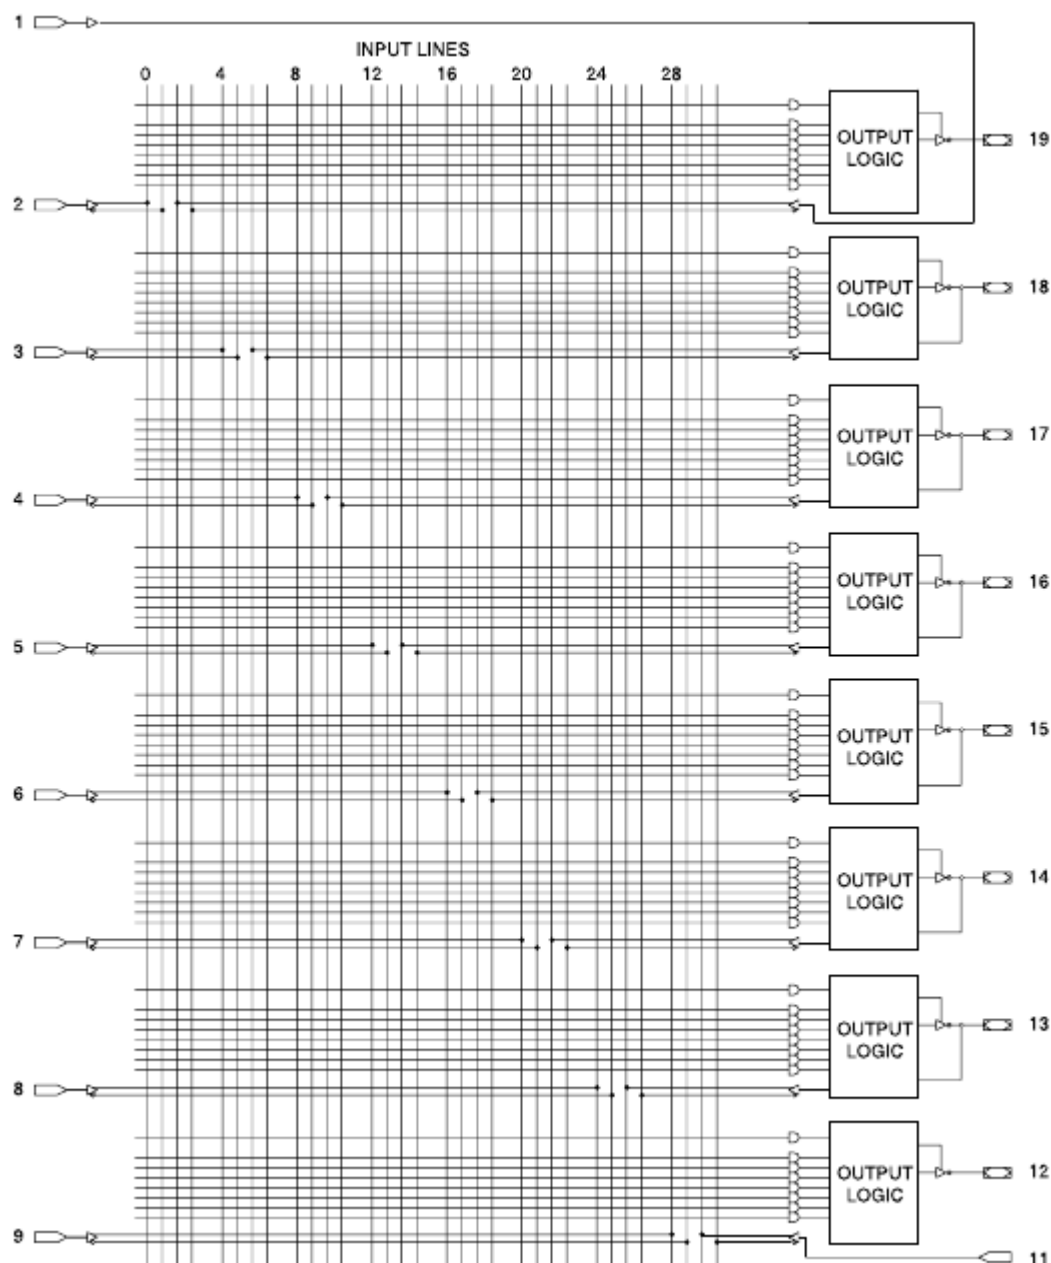 1
INPUT LINES
0 4 8 12 16 20 24 28
OUTPUT
LOGIC
19
2
OUTPUT
LOGIC
18
3
OUTPUT
LOGIC
17
4
OUTPUT
LOGIC
16
5
OUTPUT
LOGIC
15
6
OUTPUT
LOGIC
14
7
OUTPUT
LOGIC
13
8
OUTPUT
LOGIC
12
9
11